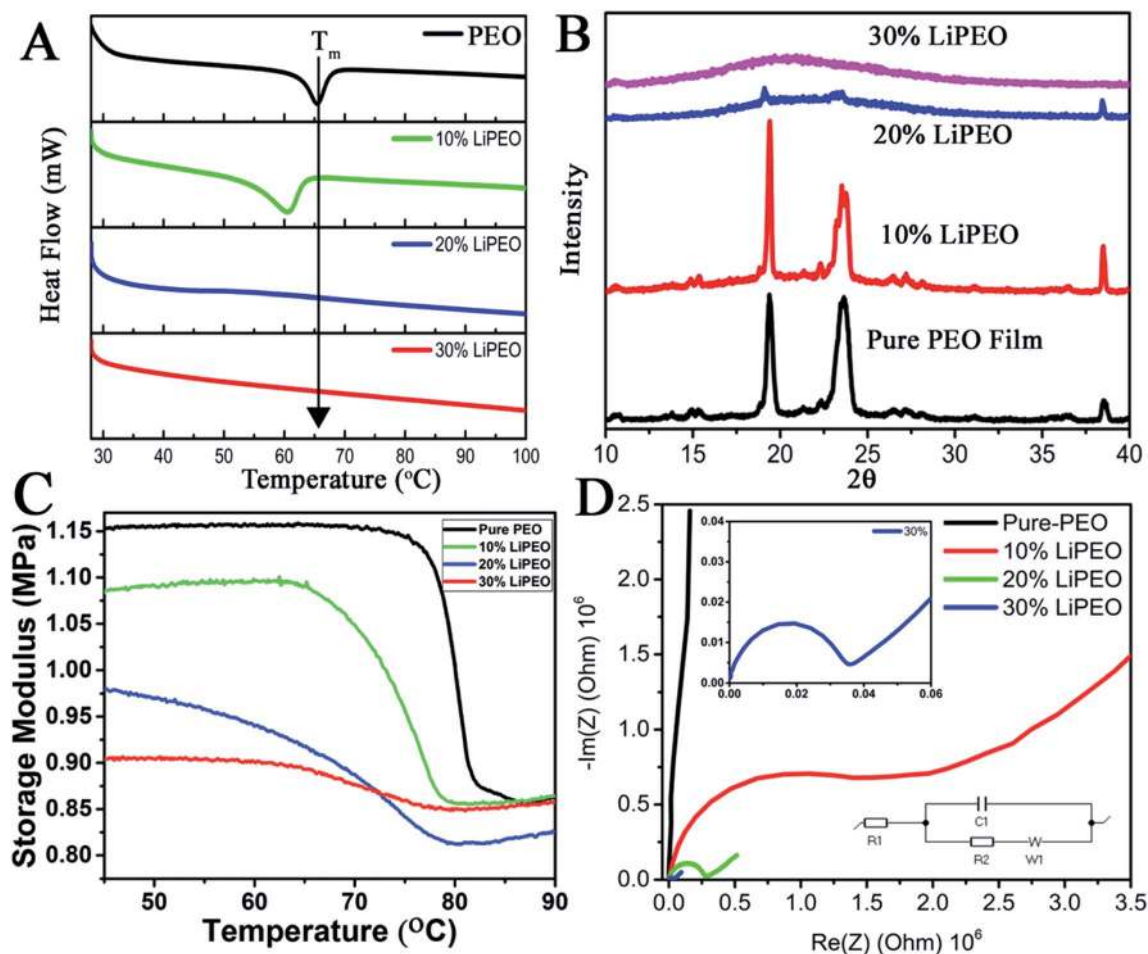 A
T_m
PEO
10% LiPEO
20% LiPEO
30% LiPEO
Heat Flow (mW)
30 40 50 60 70 80 90 100
Temperature (°C)
B
30% LiPEO
20% LiPEO
10% LiPEO
Pure PEO Film
Intensity
10 15 20 25 30 35 40
2θ
C
1.15
1.10
1.05
1.00
0.95
0.90
0.85
0.80
Storage Modulus (MPa)
Pure PEO
10% LiPEO
20% LiPEO
30% LiPEO
50 60 70 80 90
Temperature (°C)
D
2.5
2.0
1.5
1.0
0.5
0.0
-Im(Z) (Ohm) 10⁶
0.04
0.03
0.02
0.01
0.00
30%
0.00 0.02 0.04 0.06
Pure-PEO
10% LiPEO
20% LiPEO
30% LiPEO
R1
C1
R2
W
W1
0.0 0.5 1.0 1.5 2.0 2.5 3.0 3.5
Re(Z) (Ohm) 10⁶